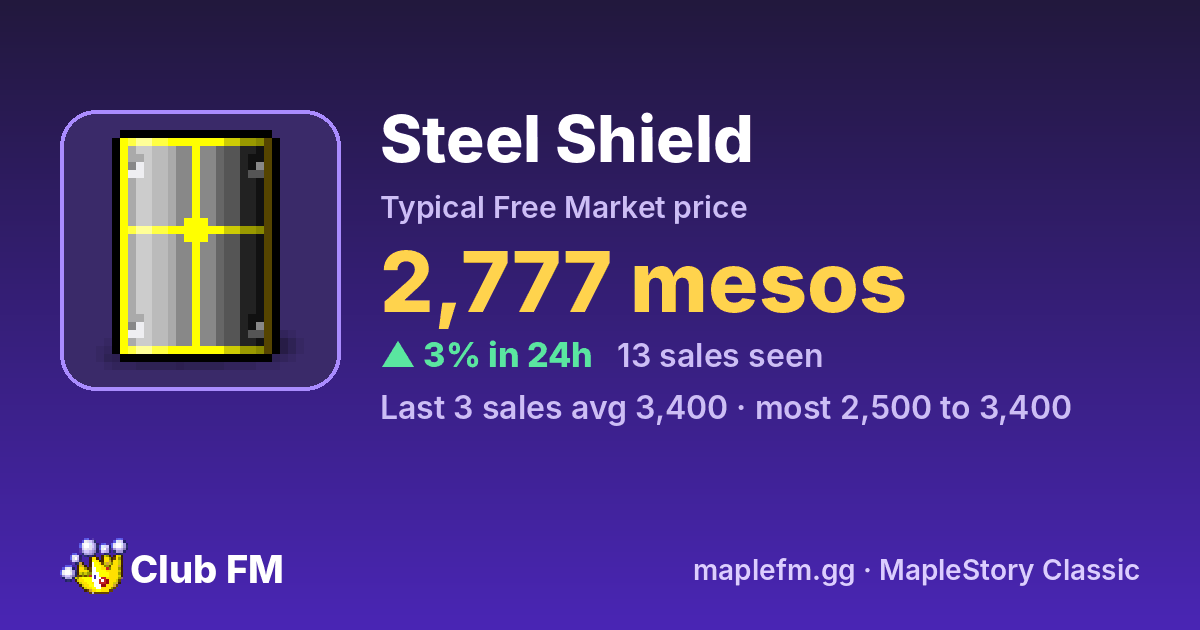 Steel Shield
Typical Free Market price
2,777 mesos
▲ 3% in 24h 13 sales seen
Last 3 sales avg 3,400 · most 2,500 to 3,400
Club FM
maplefm.gg · MapleStory Classic